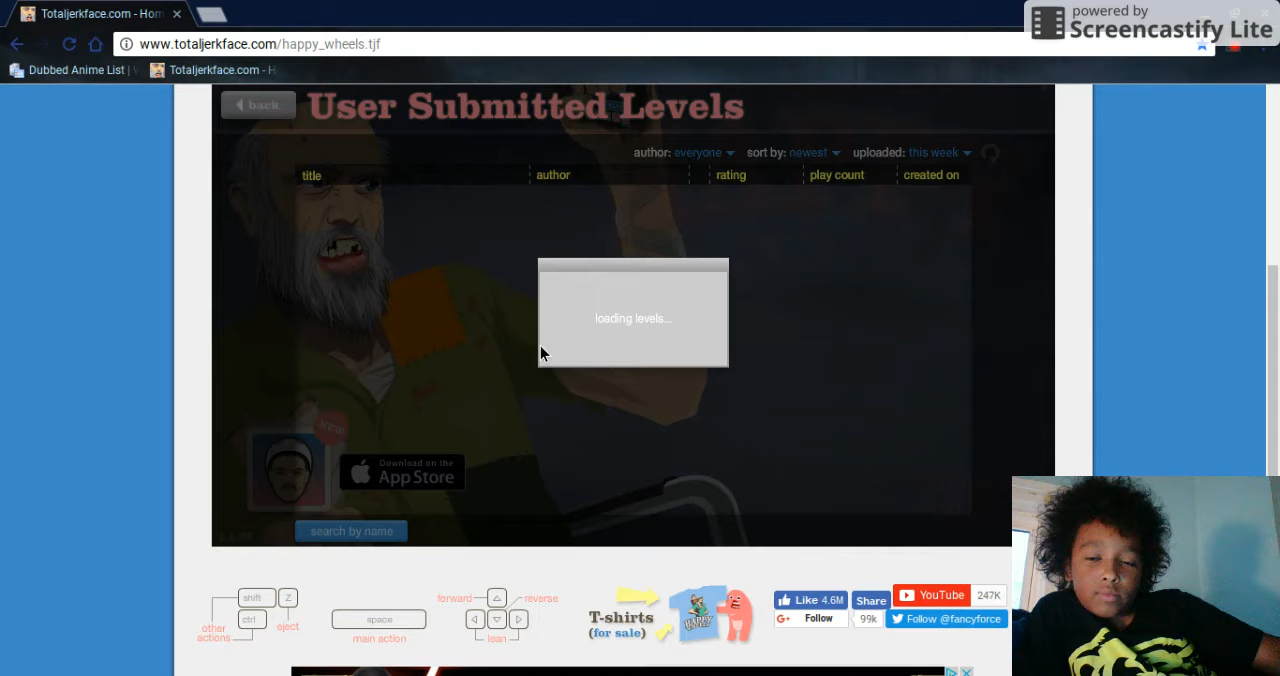 powered by
Screencastify Lite
Totaljerkface.com - Hom
www.totaljerkface.com/happy_wheels.tjf
Dubbed Anime List |
Totaljerkface.com - H
back
User Submitted Levels
author: everyone sort by: newest uploaded: this week
title author rating play count created on
loading levels...
NEW
Download on the
App Store
search by name
shift Z
ctrl
other
actions
eject
space
main action
forward
reverse
lean
T-shirts
(for sale)
HAPPY
WHEELS
Like 4.6M
Share
YouTube 247K
G+ Follow 99k
Follow @fancyforce